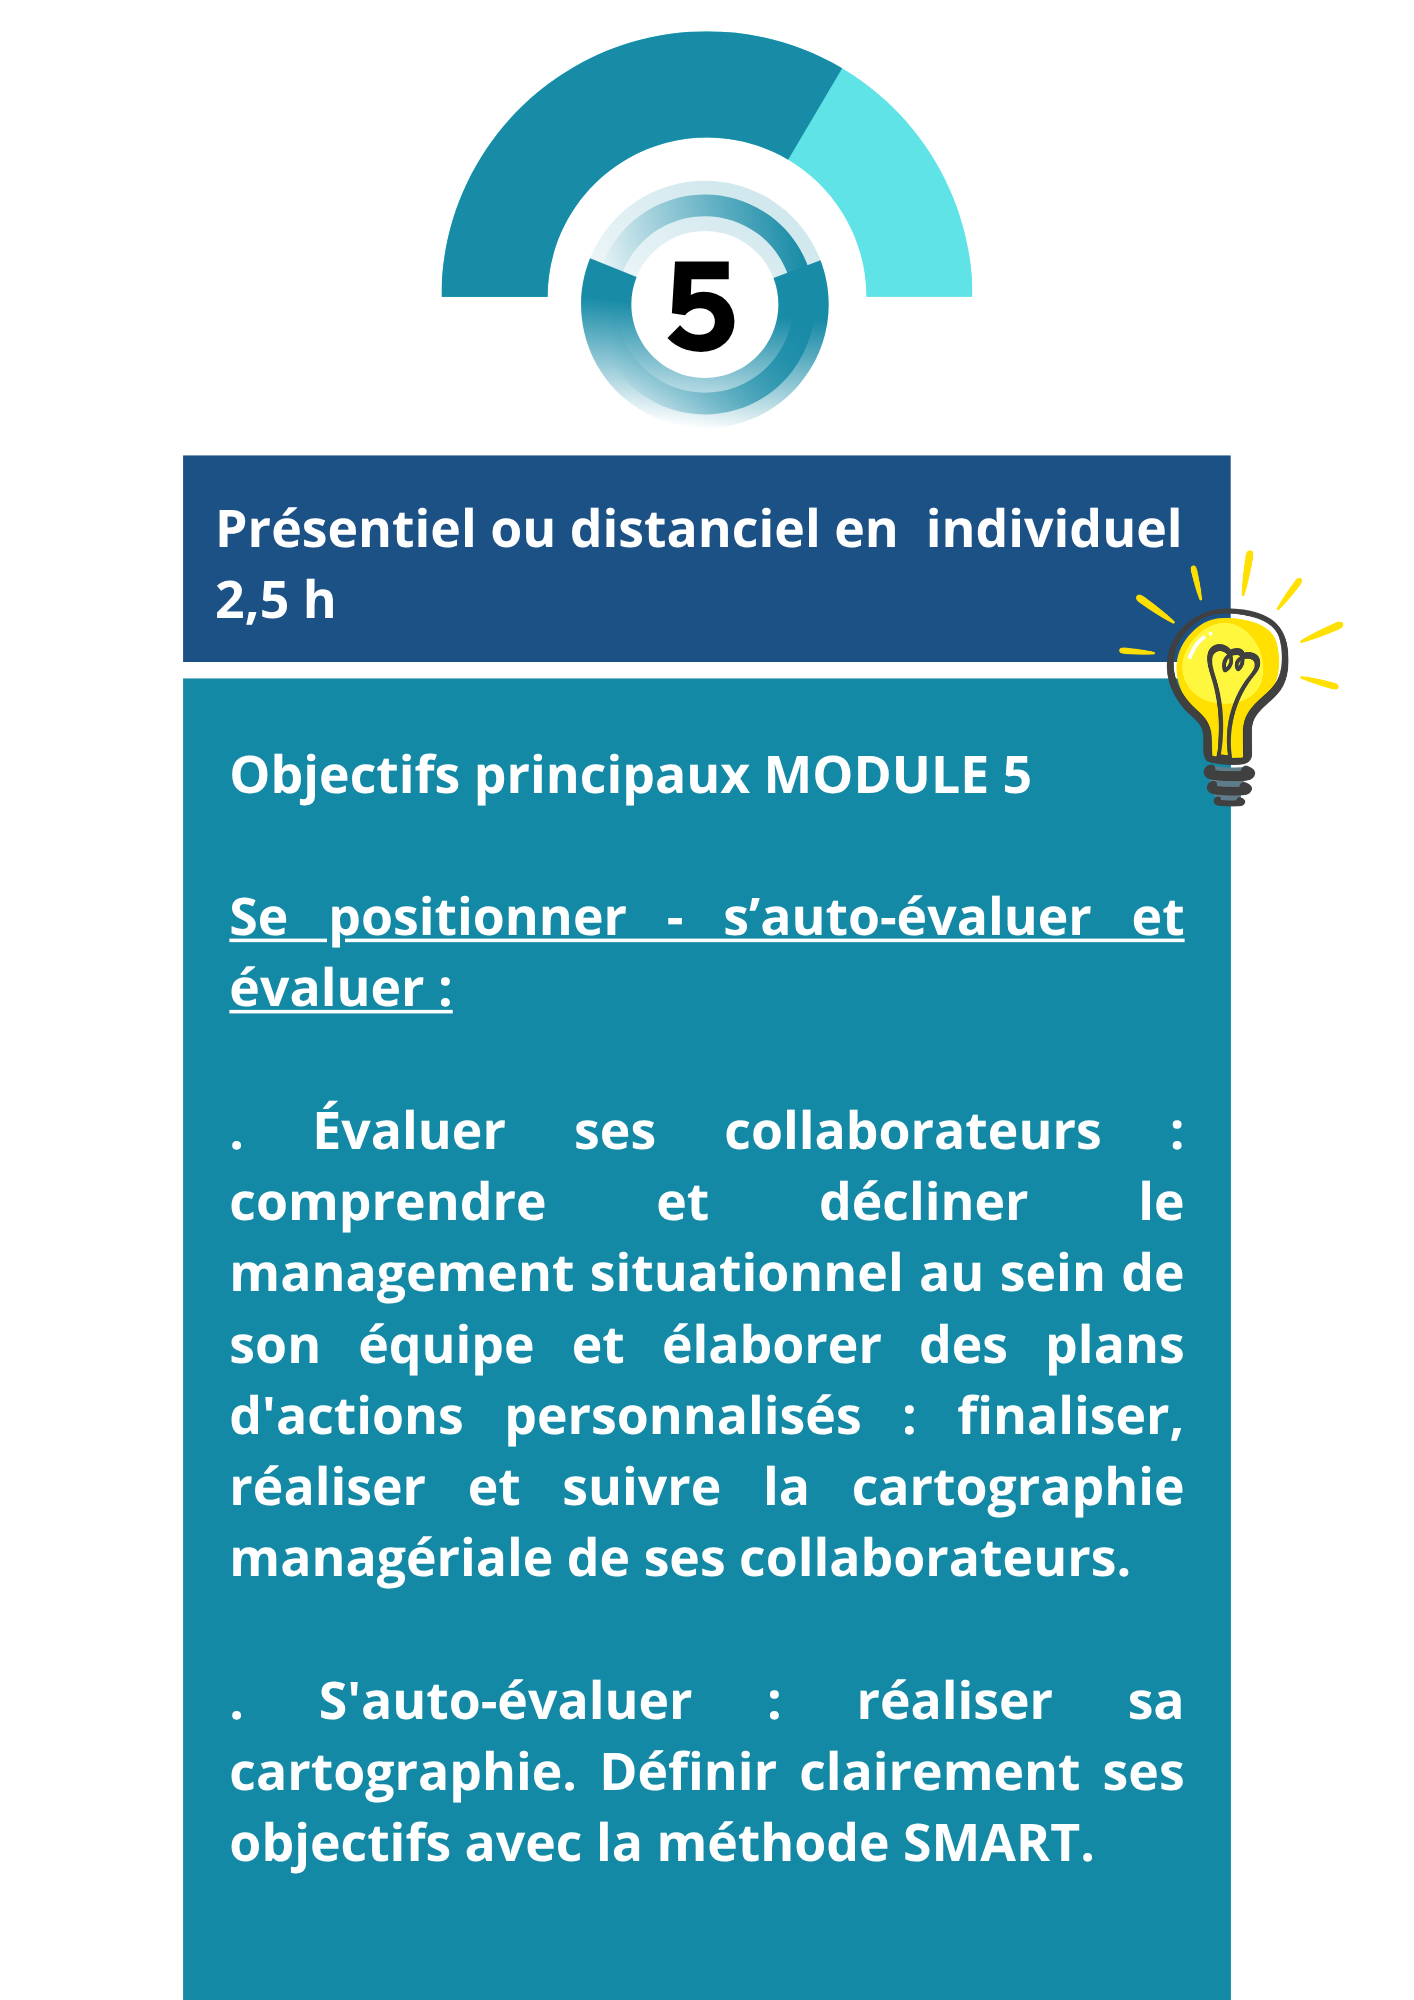 5
Présentiel ou distanciel en individuel
2,5 h
Objectifs principaux MODULE 5
Se positionner - s’auto-évaluer et
évaluer :
. Évaluer ses collaborateurs :
comprendre et décliner le
management situationnel au sein de
son équipe et élaborer des plans
d'actions personnalisés : finaliser,
réaliser et suivre la cartographie
managériale de ses collaborateurs.
. S'auto-évaluer : réaliser sa
cartographie. Définir clairement ses
objectifs avec la méthode SMART.